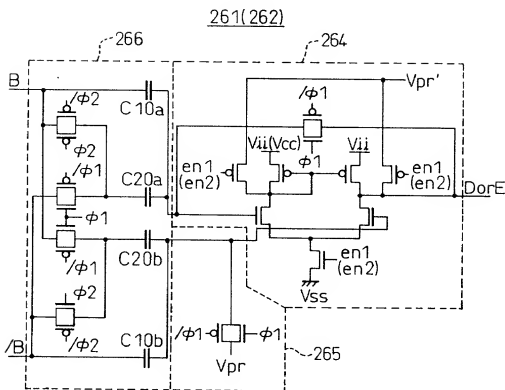 261(262)
266
264
B
C10a
Vpr'
/ϕ2
/ϕ1
ϕ2
Vii(Vcc)
Vii
ϕ1
/ϕ1
C20a
en1
(en2)
en1
(en2)
DorE
ϕ1
/ϕ1
C20b
ϕ2
en1
(en2)
Vss
/ϕ2
/B
C10b
/ϕ1
ϕ1
Vpr
265